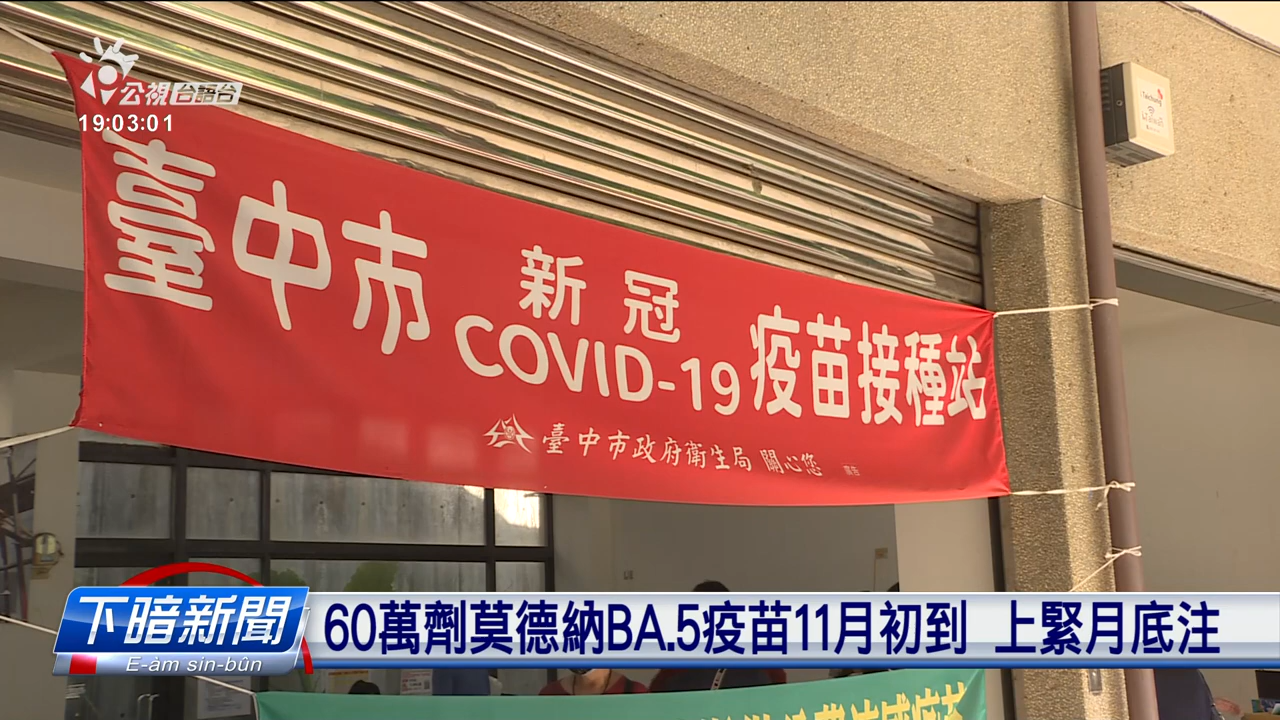 公視台語台
19:03:01
臺中市 新冠 COVID-19 疫苗接種站
臺中市政府衛生局 關心您 廣告
下暗新聞
E-àm sin-bûn
60萬劑莫德納BA.5疫苗11月初到 上緊月底注